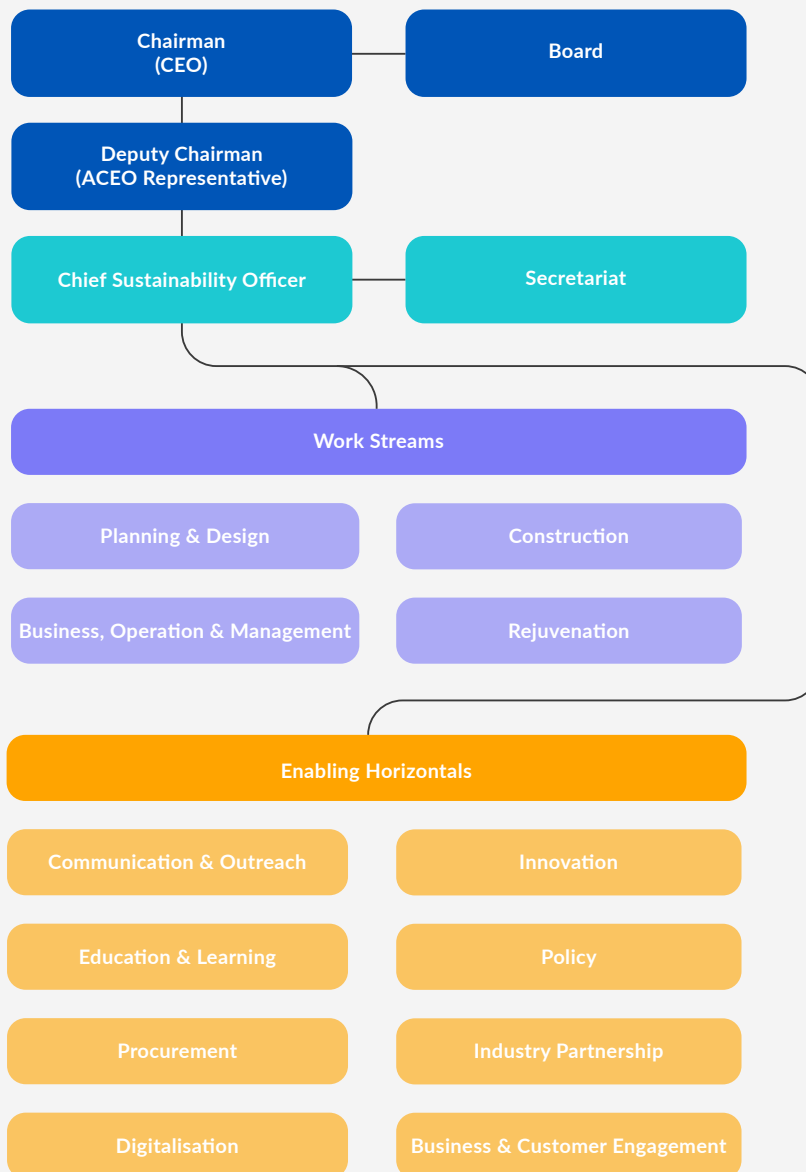 Chairman
(CEO)
Board
Deputy Chairman
(ACEO Representative)
Chief Sustainability Officer
Secretariat
Work Streams
Planning & Design
Construction
Business, Operation & Management
Rejuvenation
Enabling Horizontals
Communication & Outreach
Innovation
Education & Learning
Policy
Procurement
Industry Partnership
Digitalisation
Business & Customer Engagement